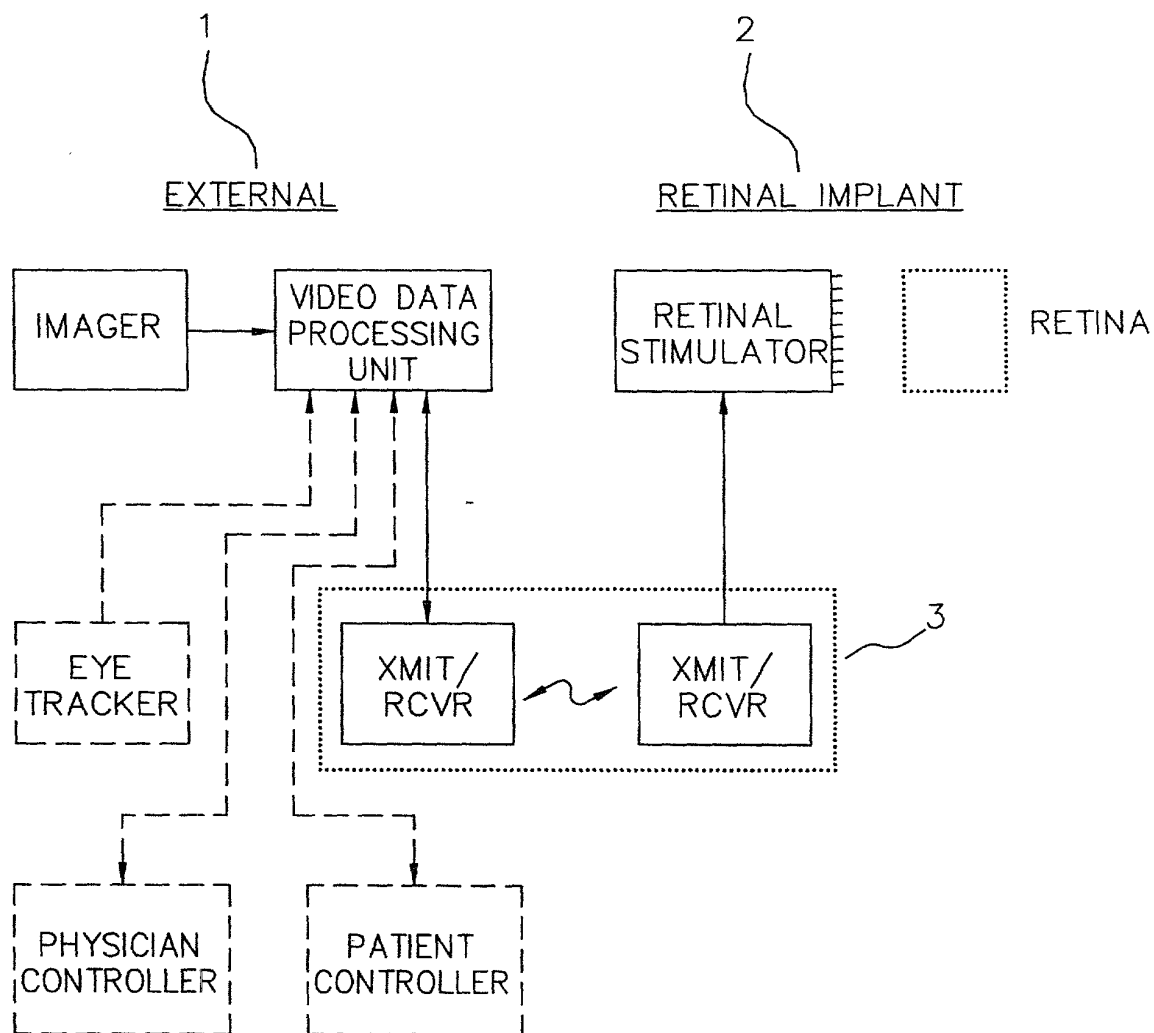 1
2
EXTERNAL
RETINAL IMPLANT
IMAGER
VIDEO DATA
PROCESSING
UNIT
RETINAL
STIMULATOR
RETINA
3
EYE
TRACKER
XMIT/
RCVR
XMIT/
RCVR
PHYSICIAN
CONTROLLER
PATIENT
CONTROLLER